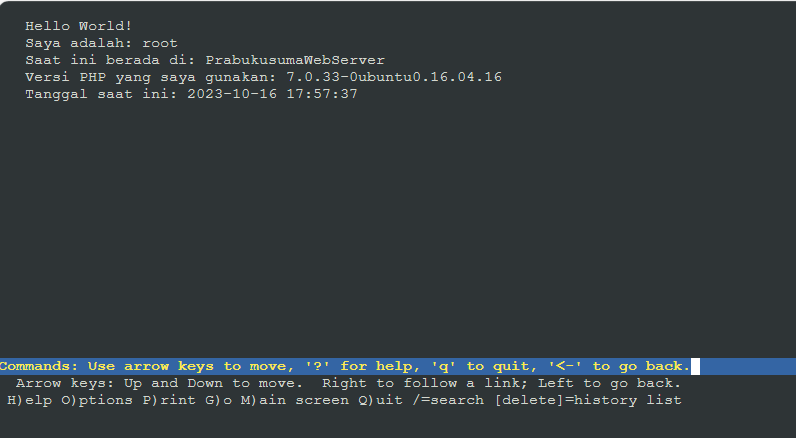 Hello World!
Saya adalah: root
Saat ini berada di: PrabukusumaWebServer
Versi PHP yang saya gunakan: 7.0.33-0ubuntu0.16.04.16
Tanggal saat ini: 2023-10-16 17:57:37
Commands: Use arrow keys to move, '?' for help, 'q' to quit, '<-' to go back.
Arrow keys: Up and Down to move.  Right to follow a link; Left to go back.
H)elp O)ptions P)rint G)o M)ain screen Q)uit /=search [delete]=history list